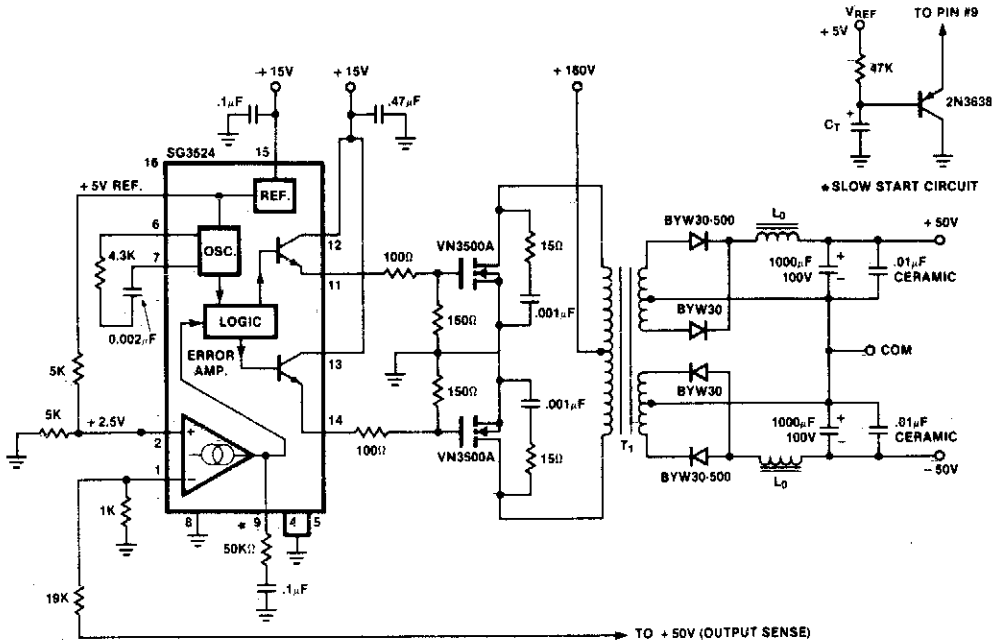 VREF
+5V
TO PIN #9
47K
2N3638
CT
+
*SLOW START CIRCUIT
+15V
+15V
.1µF
.47µF
+160V
SG3524
16
15
+5V REF.
REF.
6
OSC.
7
4.3K
0.002µF
12
11
LOGIC
ERROR
AMP.
13
14
5K
5K
+2.5V
+
2
1
−
1K
19K
8
*
9
4
5
50KΩ
.1µF
100Ω
VN3500A
150Ω
150Ω
100Ω
VN3500A
15Ω
.001µF
.001µF
15Ω
T1
BYW30-500
LO
+50V
1000µF
100V
+
−
.01µF
CERAMIC
BYW30
COM
BYW30
1000µF
100V
+
−
.01µF
CERAMIC
BYW30-500
LO
−50V
TO +50V (OUTPUT SENSE)